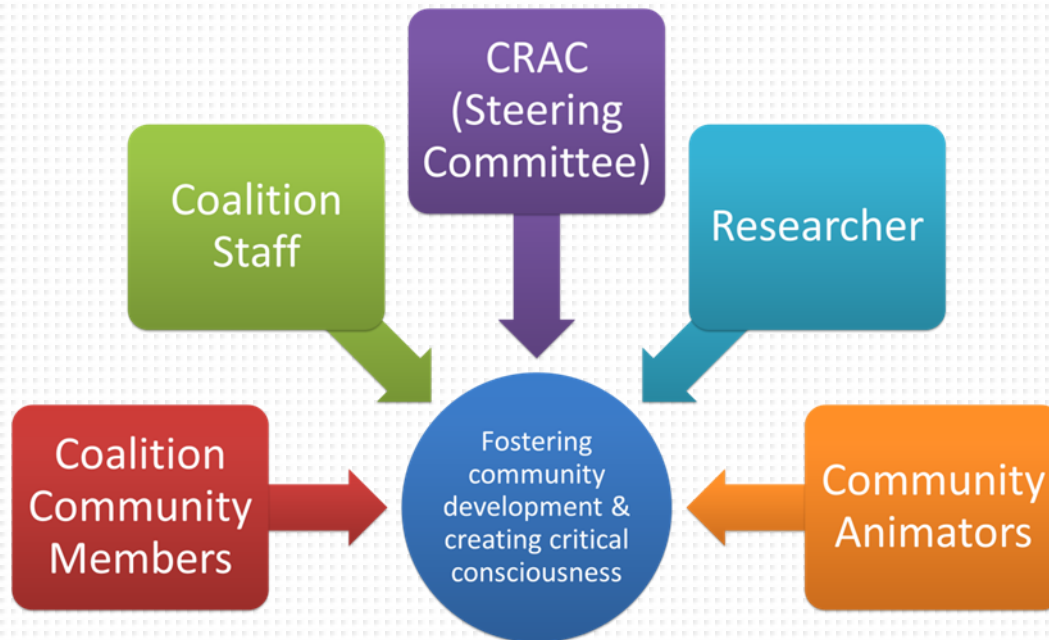 CRAC
(Steering
Committee)
Coalition
Staff
Researcher
Coalition
Community
Members
Fostering
community
development &
creating critical
consciousness
Community
Animators